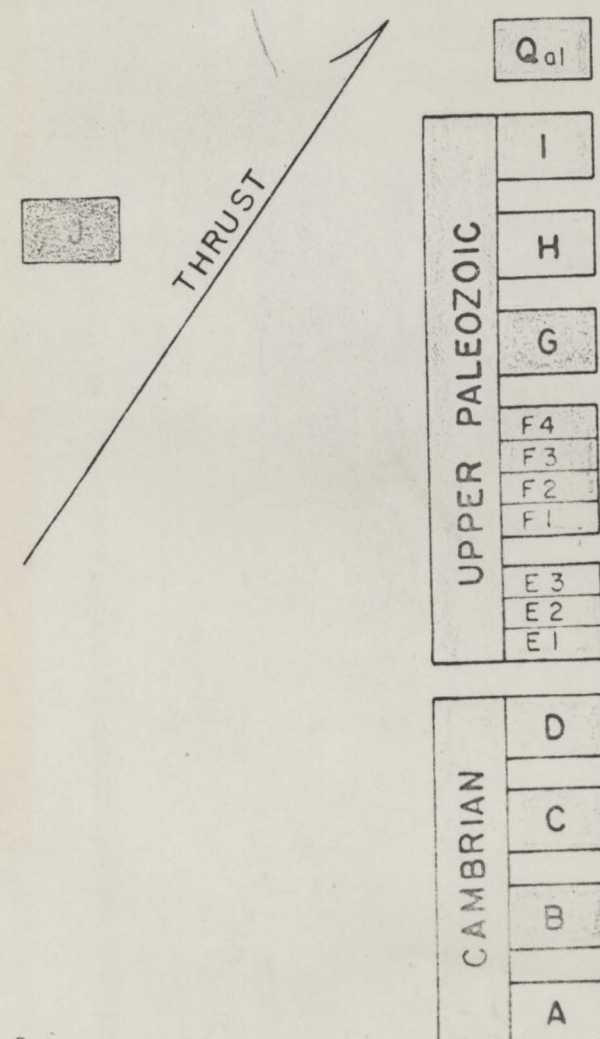 Qal
I
H
J
THRUST
UPPER PALEOZOIC
G
F4
F3
F2
F1
E3
E2
E1
D
C
CAMBRIAN
B
A